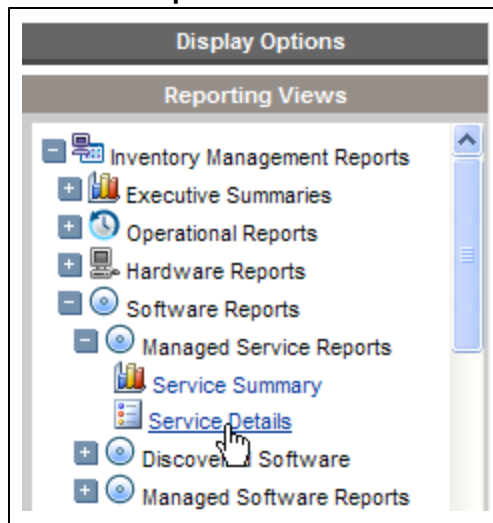 Display Options
Reporting Views
Inventory Management Reports
Executive Summaries
Operational Reports
Hardware Reports
Software Reports
Managed Service Reports
Service Summary
Service Details
Discovered Software
Managed Software Reports